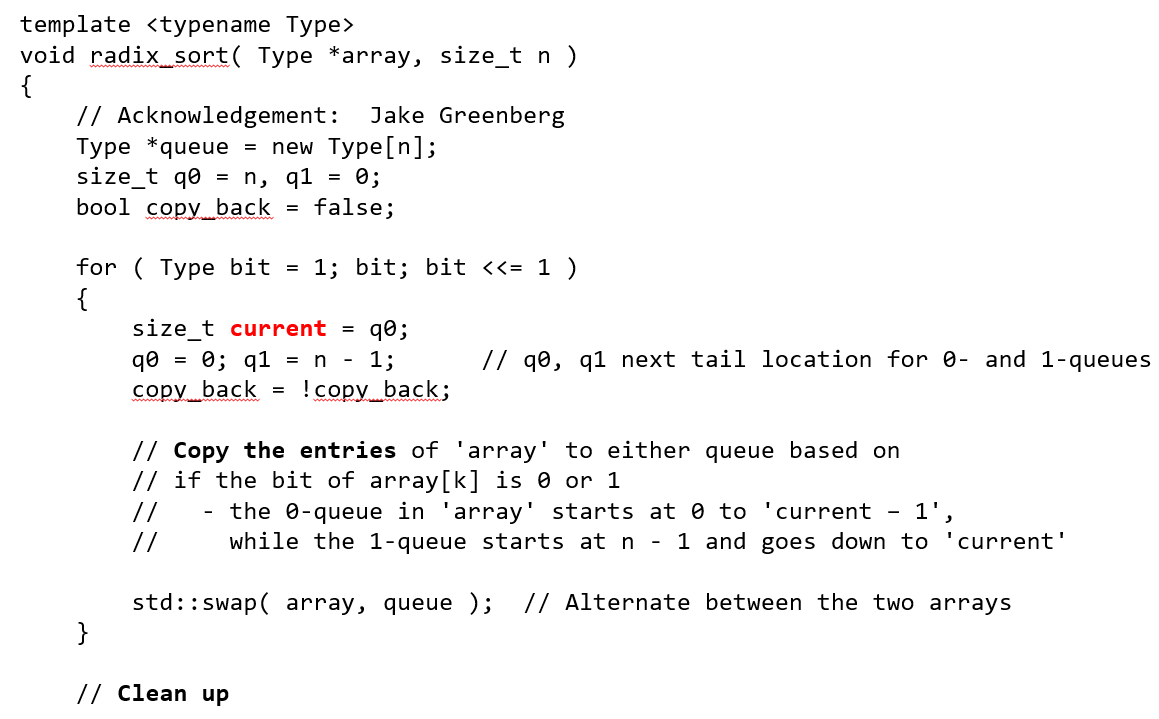 template <typename Type>
void radix_sort( Type *array, size_t n )
{
    // Acknowledgement:  Jake Greenberg
    Type *queue = new Type[n];
    size_t q0 = n, q1 = 0;
    bool copy_back = false;

    for ( Type bit = 1; bit; bit <<= 1 )
    {
        size_t current = q0;
        q0 = 0; q1 = n - 1;      // q0, q1 next tail location for 0- and 1-queues
        copy_back = !copy_back;

        // Copy the entries of 'array' to either queue based on
        // if the bit of array[k] is 0 or 1
        //   - the 0-queue in 'array' starts at 0 to 'current – 1',
        //     while the 1-queue starts at n - 1 and goes down to 'current'

        std::swap( array, queue );  // Alternate between the two arrays
    }

    // Clean up